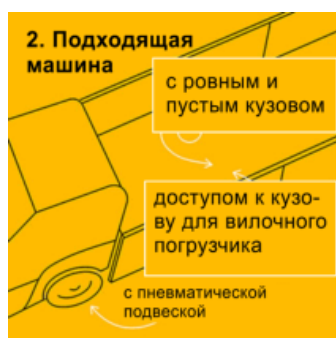 2. Подходящая
машина
с ровным и
пустым кузовом
доступом к кузо-
ву для вилочного
погрузчика
с пневматической
подвеской